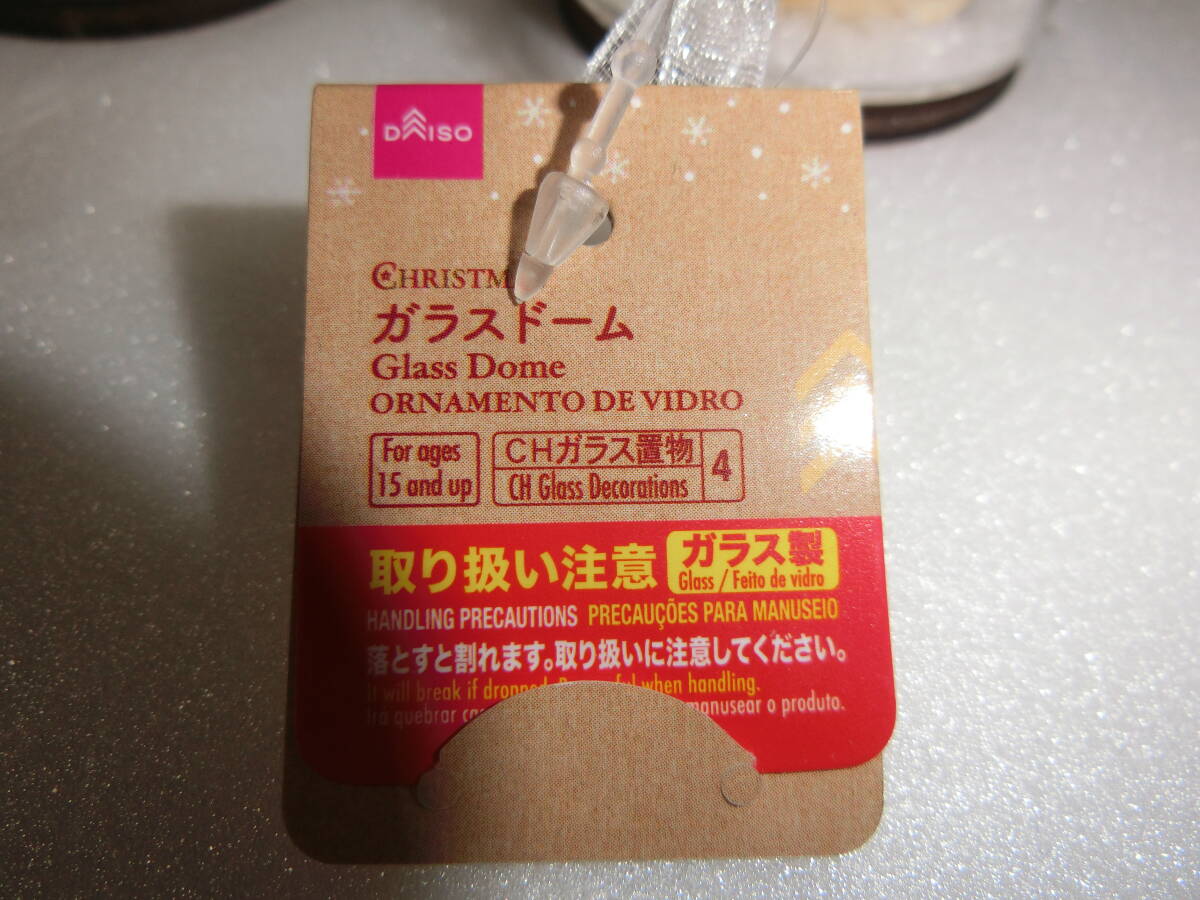 DAISO
CHRISTM
ガラスドーム
Glass Dome
ORNAMENTO DE VIDRO
For ages
15 and up
CHガラス置物
CH Glass Decorations
4
取り扱い注意
ガラス製
Glass / Feito de vidro
HANDLING PRECAUTIONS PRECAUÇÕES PARA MANUSEIO
落とすと割れます。取り扱いに注意してください。
it will break if dropped. when handling.
Irá quebrar manusear o produto.